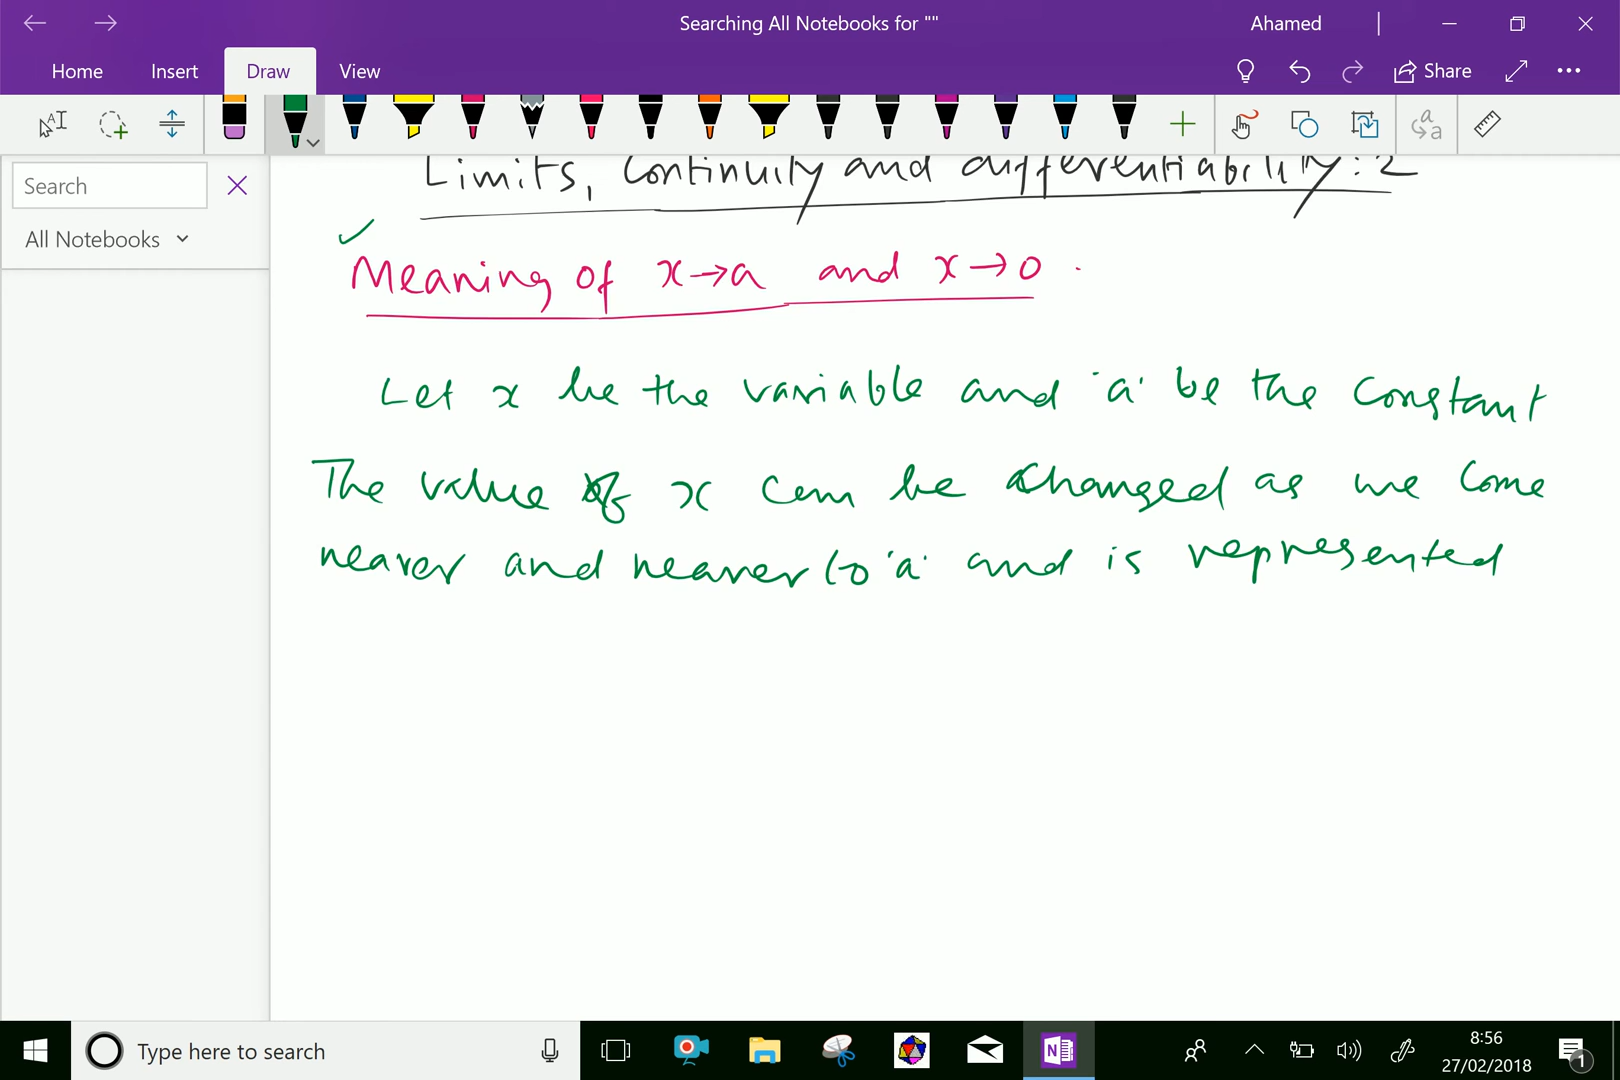 Searching All Notebooks for ""
Ahamed
Home Insert Draw View
Share
Search
All Notebooks
Limits, Continuity and differentiability: 2
Meaning of x→a and x→0 .
Let x be the variable and 'a' be the constant
The value of x can be changed as we come
nearer and nearer to 'a' and is represented
Type here to search
8:56
27/02/2018
1